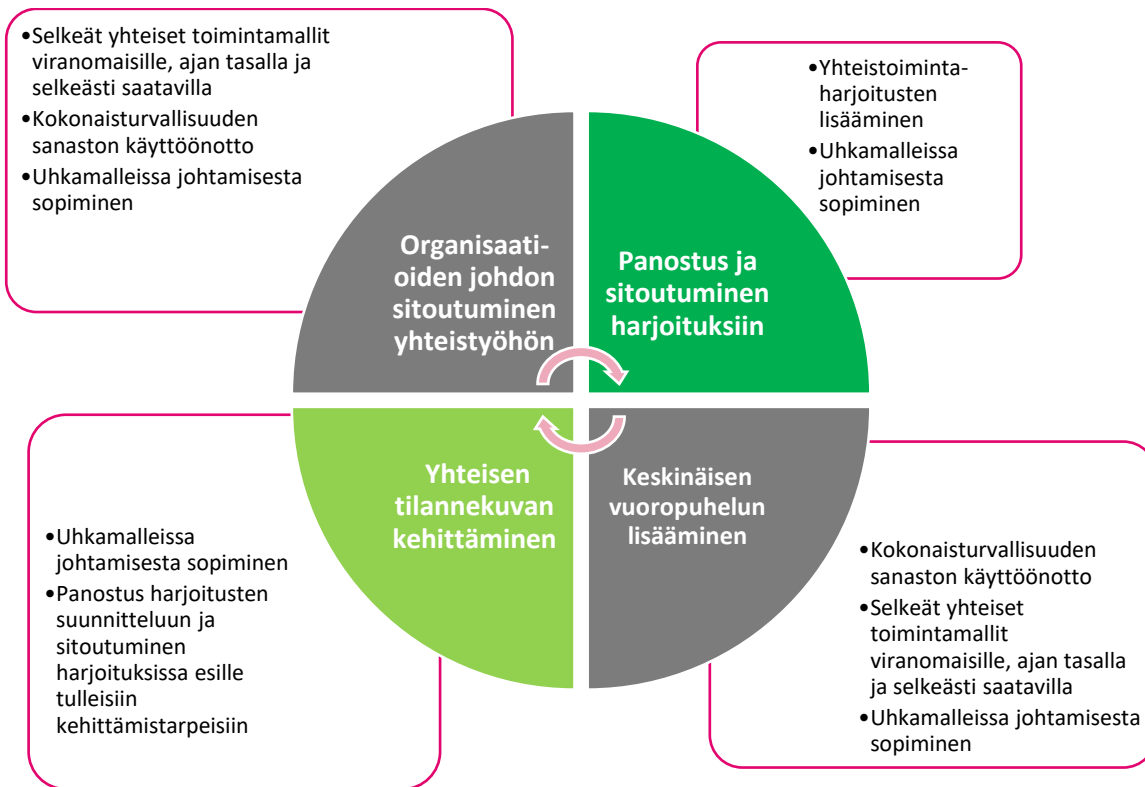 •Selkeät yhteiset toimintamallit
viranomaisille, ajan tasalla ja
selkeästi saatavilla
•Kokonaisturvallisuuden
sanaston käyttöönotto
•Uhkamalleissa johtamisesta
sopiminen
•Yhteistoiminta-
harjoitusten
lisääminen
•Uhkamalleissa
johtamisesta
sopiminen
Organisaati-
oiden johdon
sitoutuminen
yhteistyöhön
Panostus ja
sitoutuminen
harjoituksiin
Yhteisen
tilannekuvan
kehittäminen
Keskinäisen
vuoropuhelun
lisääminen
•Uhkamalleissa
johtamisesta sopiminen
•Panostus harjoitusten
suunnitteluun ja
sitoutuminen
harjoituksissa esille
tulleisiin
kehittämistarpeisiin
•Kokonaisturvallisuuden
sanaston käyttöönotto
•Selkeät yhteiset
toimintamallit
viranomaisille, ajan tasalla
ja selkeästi saatavilla
•Uhkamalleissa johtamisesta
sopiminen